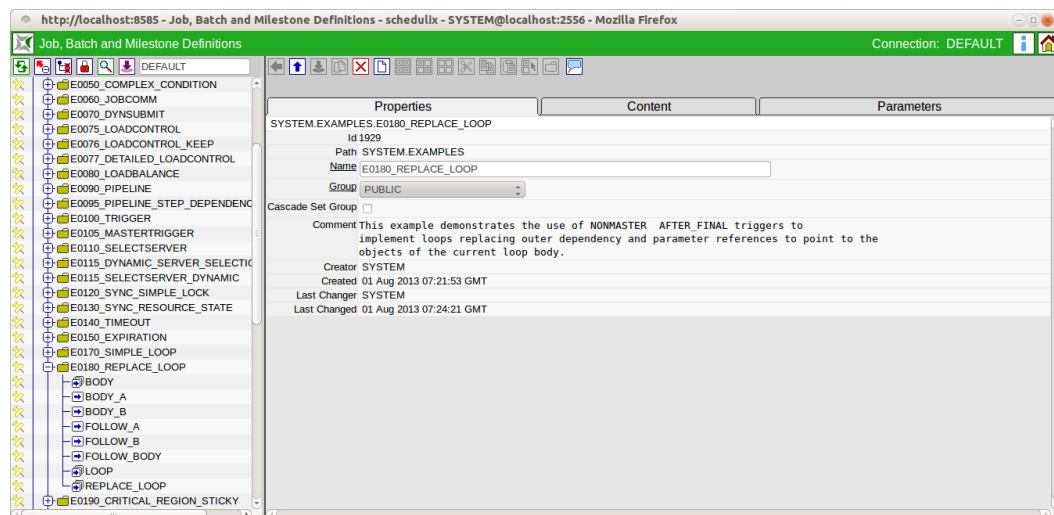 http://localhost:8585 - Job, Batch and Milestone Definitions - schedulix - SYSTEM@localhost:2556 - Mozilla Firefox
Job, Batch and Milestone Definitions
Connection: DEFAULT
DEFAULT
E0050_COMPLEX_CONDITION
E0060_JOBCOMM
E0070_DYNSUBMIT
E0075_LOADCONTROL
E0076_LOADCONTROL_KEEP
E0077_DETAILED_LOADCONTROL
E0080_LOADBALANCE
E0090_PIPELINE
E0095_PIPELINE_STEP_DEPENDENC
E0100_TRIGGER
E0105_MASTERTRIGGER
E0110_SELECTSERVER
E0115_DYNAMIC_SERVER_SELECTIO
E0115_SELECTSERVER_DYNAMIC
E0120_SYNC_SIMPLE_LOCK
E0130_SYNC_RESOURCE_STATE
E0140_TIMEOUT
E0150_EXPIRATION
E0170_SIMPLE_LOOP
E0180_REPLACE_LOOP
BODY
BODY_A
BODY_B
FOLLOW_A
FOLLOW_B
FOLLOW_BODY
LOOP
REPLACE_LOOP
E0190_CRITICAL_REGION_STICKY
Properties
Content
Parameters
SYSTEM.EXAMPLES.E0180_REPLACE_LOOP
Id 1929
Path SYSTEM.EXAMPLES
Name E0180_REPLACE_LOOP
Group PUBLIC
Cascade Set Group
Comment This example demonstrates the use of NONMASTER AFTER_FINAL triggers to
implement loops replacing outer dependency and parameter references to point to the
objects of the current loop body.
Creator SYSTEM
Created 01 Aug 2013 07:21:53 GMT
Last Changer SYSTEM
Last Changed 01 Aug 2013 07:24:21 GMT